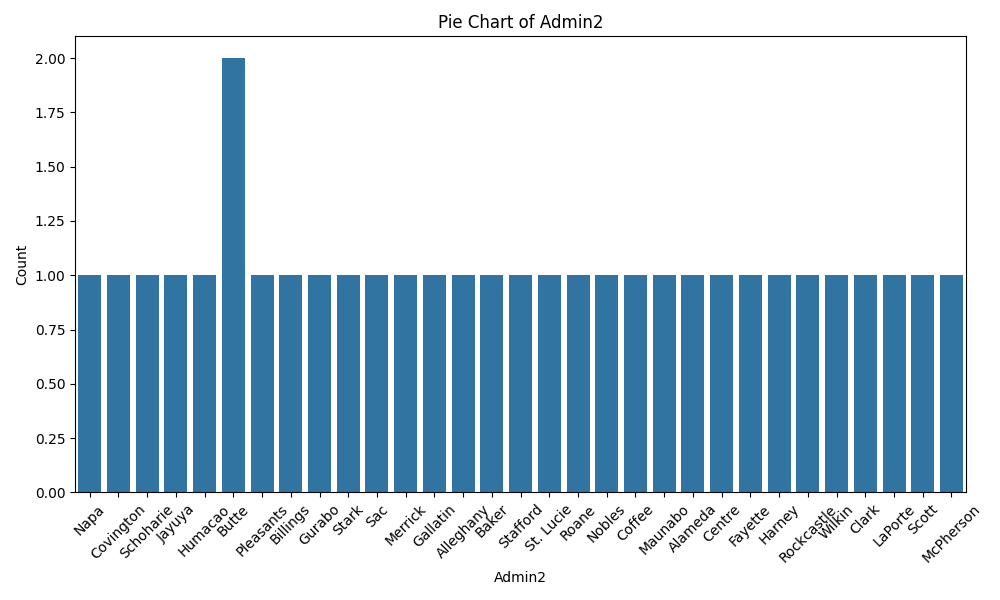 Pie Chart of Admin2
Count
2.00
1.75
1.50
1.25
1.00
0.75
0.50
0.25
0.00
Napa
Covington
Schoharie
Jayuya
Humacao
Butte
Pleasants
Billings
Gurabo
Stark
Sac
Merrick
Gallatin
Alleghany
Baker
Stafford
St. Lucie
Roane
Nobles
Coffee
Maunabo
Alameda
Centre
Fayette
Harney
Rockcastle
Wilkin
Clark
LaPorte
Scott
McPherson
Admin2